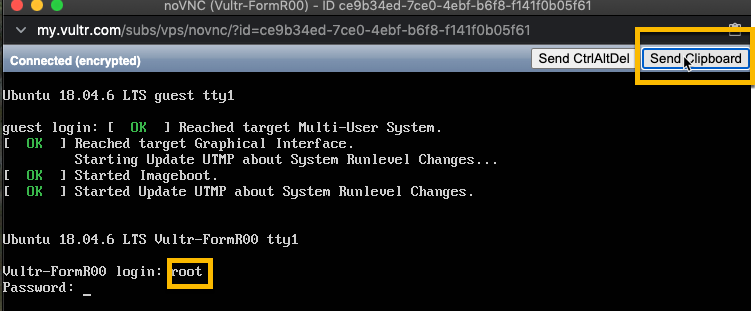 noVNC (Vultr-FormR00) - ID ce9b34ed-7ce0-4ebf-b6f8-f141f0b05f61
my.vultr.com/subs/vps/novnc/?id=ce9b34ed-7ce0-4ebf-b6f8-f141f0b05f61
Connected (encrypted) Send CtrlAltDel Send Clipboard
Ubuntu 18.04.6 LTS guest tty1
guest login: [  OK  ] Reached target Multi-User System.
[  OK  ] Reached target Graphical Interface.
Starting Update UTMP about System Runlevel Changes...
[  OK  ] Started Imageboot.
[  OK  ] Started Update UTMP about System Runlevel Changes.
Ubuntu 18.04.6 LTS Vultr-FormR00 tty1
Vultr-FormR00 login: root
Password: _